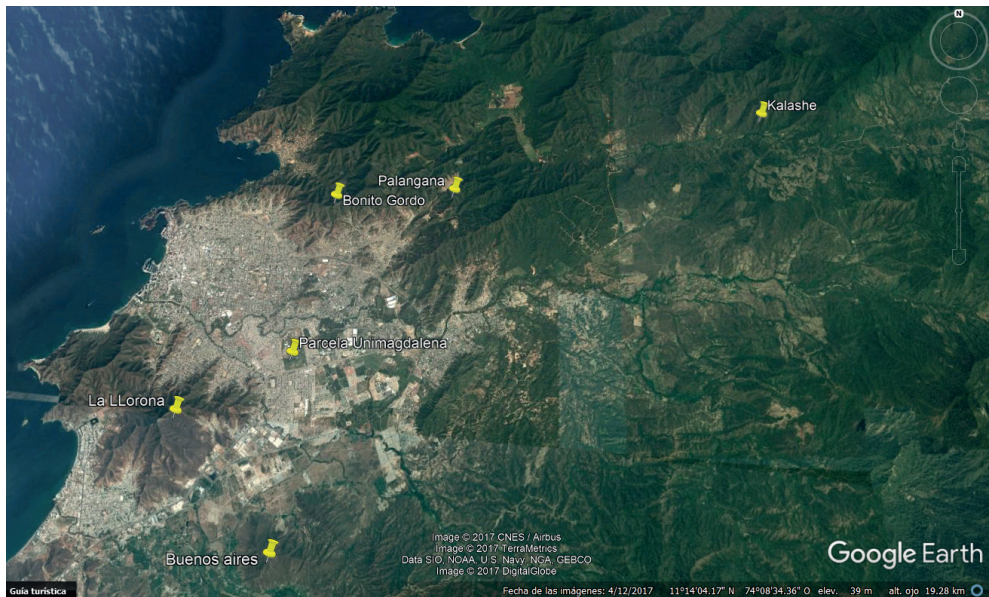 N
Kalashe
Palangana
Bonito Gordo
Parcela Unimagdalena
La LLorona
Buenos aires
Image © 2017 CNES / Airbus
Image © 2017 TerraMetrics
Data SIO, NOAA, U.S. Navy, NGA, GEBCO
Image © 2017 DigitalGlobe
Google Earth
Guía turística
Fecha de las imágenes: 4/12/2017 11°14'04.17" N 74°08'34.36" O elev. 39 m alt. ojo 19.28 km